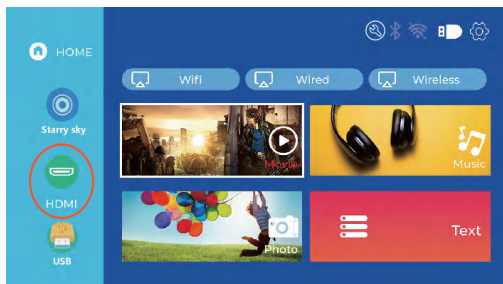 HOME
Wifi
Wired
Wireless
Starry sky
HDMI
USB
Movie
Music
Photo
Text